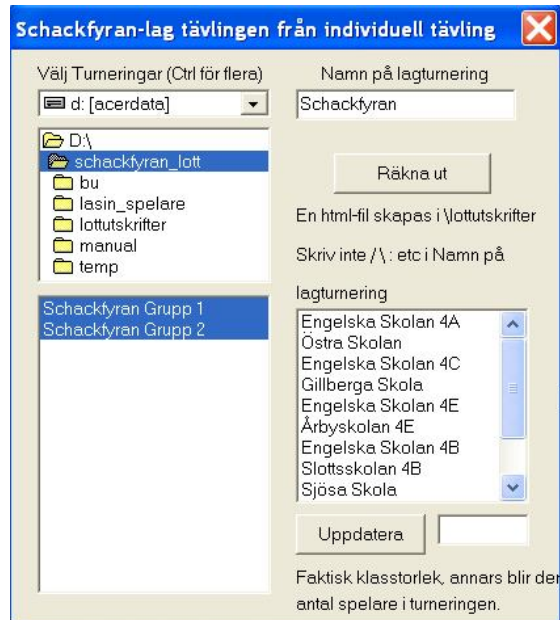 Schackfyran-lag tävlingen från individuell tävling
Välj Turneringar (Ctrl för flera)
d: [acerdata]
D:\
schackfyran_lott
bu
lasin_spelare
lottutskrifter
manual
temp
Schackfyran Grupp 1
Schackfyran Grupp 2
Namn på lagturnering
Schackfyran
Räkna ut
En html-fil skapas i \lottutskrifter
Skriv inte / \ : etc i Namn på
lagturnering
Engelska Skolan 4A
Östra Skolan
Engelska Skolan 4C
Gillberga Skola
Engelska Skolan 4E
Årbyskolan 4E
Engelska Skolan 4B
Slottsskolan 4B
Sjösa Skola
Uppdatera
Faktisk klasstorlek, annars blir der
antal spelare i turneringen.